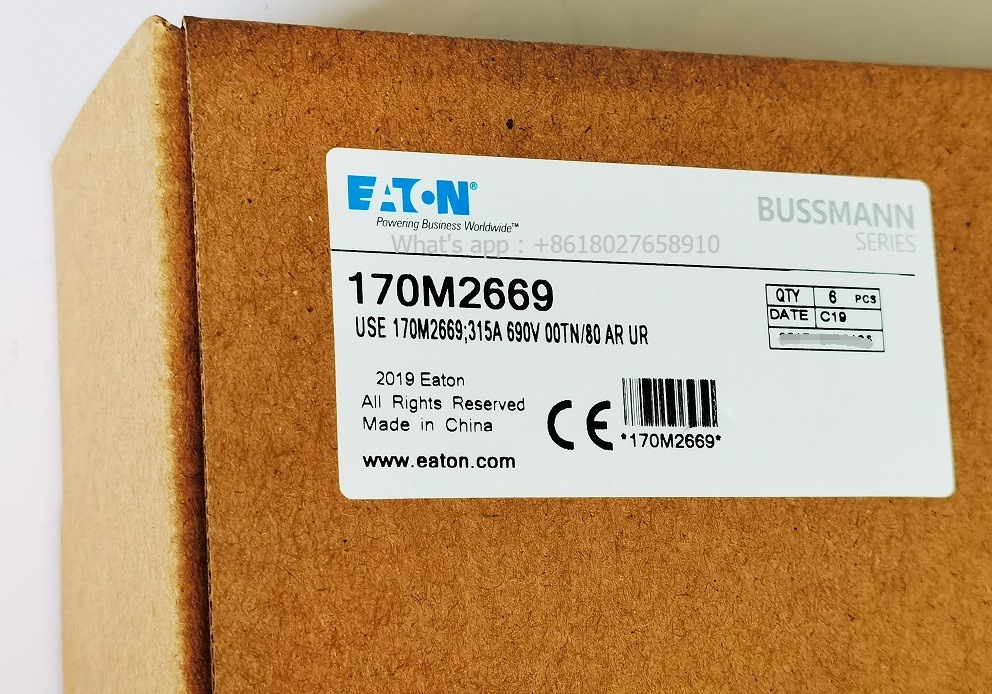 EATON®
Powering Business Worldwide™
BUSSMANN
SERIES
What's app : +8618027658910
170M2669
USE 170M2669;315A 690V 00TN/80 AR UR
QTY 6 PCS
DATE C19
2019 Eaton
All Rights Reserved
Made in China
CE
*170M2669*
www.eaton.com